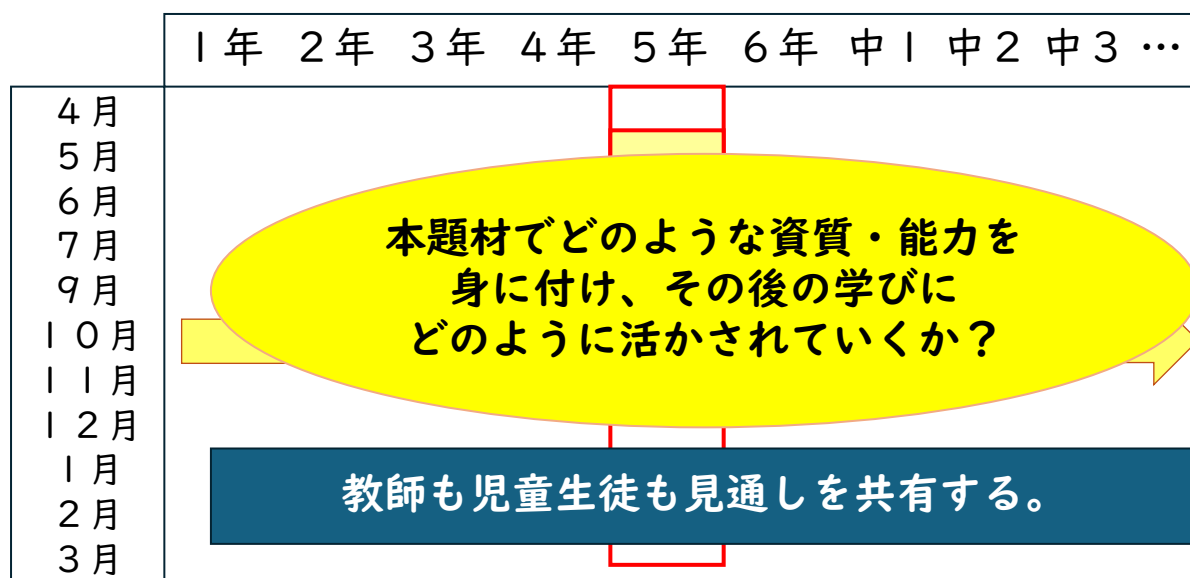 1年 2年 3年 4年 5年 6年 中1 中2 中3 …
4月
5月
6月
7月
9月
10月
11月
12月
1月
2月
3月
本題材でどのような資質・能力を
身に付け、その後の学びに
どのように活かされていくか？
教師も児童生徒も見通しを共有する。